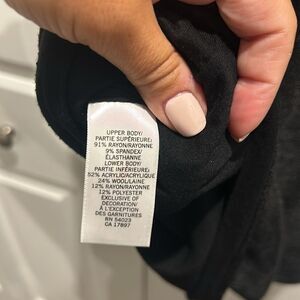 UPPER BODY/
PARTIE SUPÉRIEURE:
91% RAYON/RAYONNE
9% SPANDEX/
ÉLASTHANNE
LOWER BODY/
PARTIE INFÉRIEURE:
52% ACRYLIC/ACRYLIQUE
24% WOOL/LAINE
12% RAYON/RAYONNE
12% POLYESTER
EXCLUSIVE OF
DECORATION/
À L'EXCEPTION
DES GARNITURES
RN 54023
CA 17897